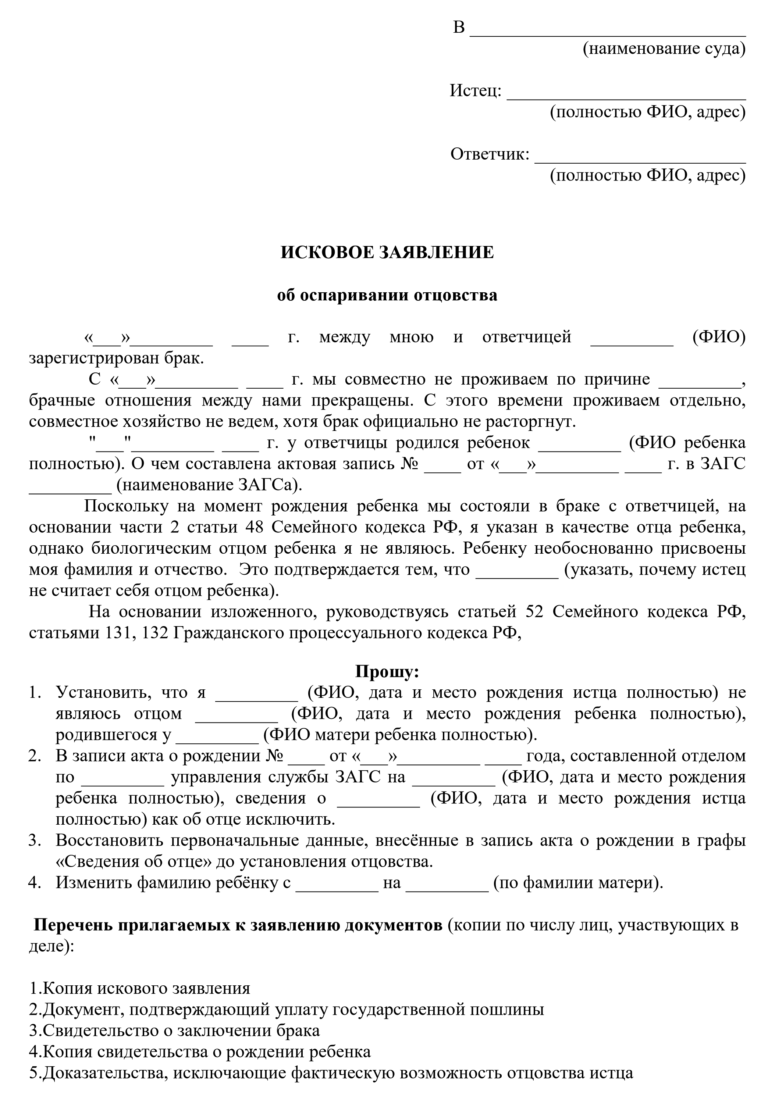 В ______________________________
(наименование суда)
Истец: __________________________
(полностью ФИО, адрес)
Ответчик: _______________________
(полностью ФИО, адрес)
ИСКОВОЕ ЗАЯВЛЕНИЕ
об оспаривании отцовства
«___»_________ ____ г. между мною и ответчицей _________ (ФИО)
зарегистрирован брак.
С «___»_________ ____ г. мы совместно не проживаем по причине _________,
брачные отношения между нами прекращены. С этого времени проживаем отдельно,
совместное хозяйство не ведем, хотя брак официально не расторгнут.
"___"_________ ____ г. у ответчицы родился ребенок _________ (ФИО ребенка
полностью). О чем составлена актовая запись № ____ от «___»_________ ____ г. в ЗАГС
_________ (наименование ЗАГСа).
Поскольку на момент рождения ребенка мы состояли в браке с ответчицей, на
основании части 2 статьи 48 Семейного кодекса РФ, я указан в качестве отца ребенка,
однако биологическим отцом ребенка я не являюсь. Ребенку необоснованно присвоены
моя фамилия и отчество. Это подтверждается тем, что _________ (указать, почему истец
не считает себя отцом ребенка).
На основании изложенного, руководствуясь статьей 52 Семейного кодекса РФ,
статьями 131, 132 Гражданского процессуального кодекса РФ,
Прошу:
1. Установить, что я _________ (ФИО, дата и место рождения истца полностью) не
являюсь отцом _________ (ФИО, дата и место рождения ребенка полностью),
родившегося у _________ (ФИО матери ребенка полностью).
2. В записи акта о рождении № ____ от «___»_________ ____ года, составленной отделом
по _________ управления службы ЗАГС на _________ (ФИО, дата и место рождения
ребенка полностью), сведения о _________ (ФИО, дата и место рождения истца
полностью) как об отце исключить.
3. Восстановить первоначальные данные, внесённые в запись акта о рождении в графы
«Сведения об отце» до установления отцовства.
4. Изменить фамилию ребёнку с _________ на _________ (по фамилии матери).
Перечень прилагаемых к заявлению документов (копии по числу лиц, участвующих в
деле):
1.Копия искового заявления
2.Документ, подтверждающий уплату государственной пошлины
3.Свидетельство о заключении брака
4.Копия свидетельства о рождении ребенка
5.Доказательства, исключающие фактическую возможность отцовства истца